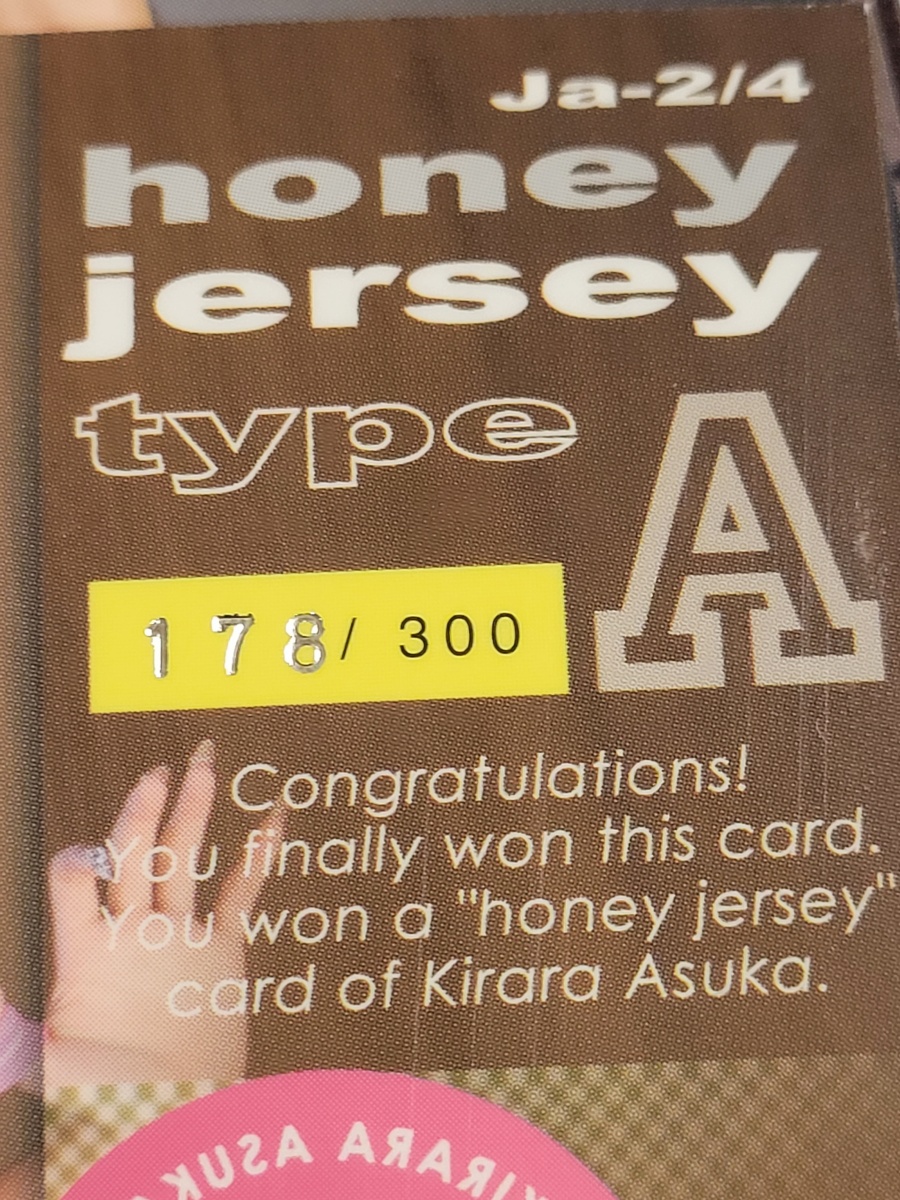 Ja-2/4
honey
jersey
type A
178/ 300
Congratulations!
You finally won this card.
You won a "honey jersey"
card of Kirara Asuka.
KIRARA ASUKA